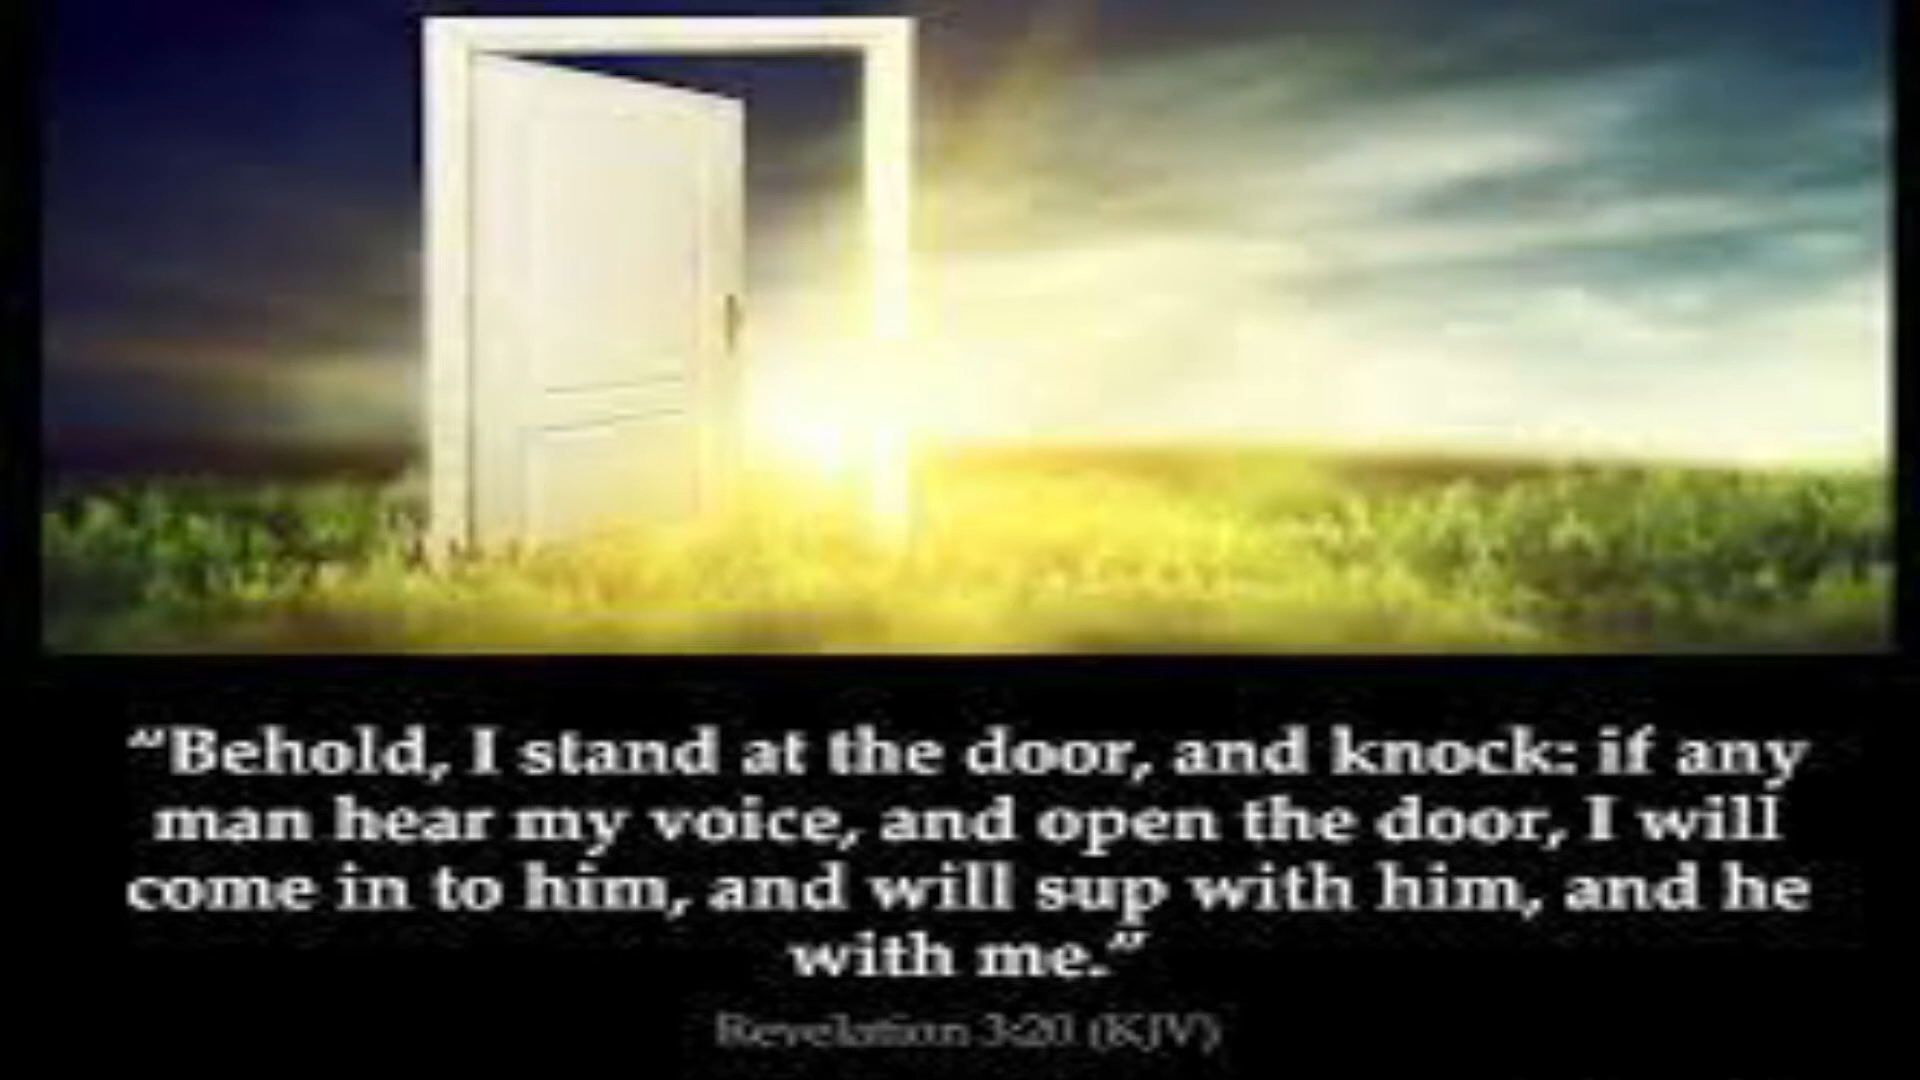 “Behold, I stand at the door, and knock: if any
man hear my voice, and open the door, I will
come in to him, and will sup with him, and he
with me.”
Revelation 3:20 (KJV)